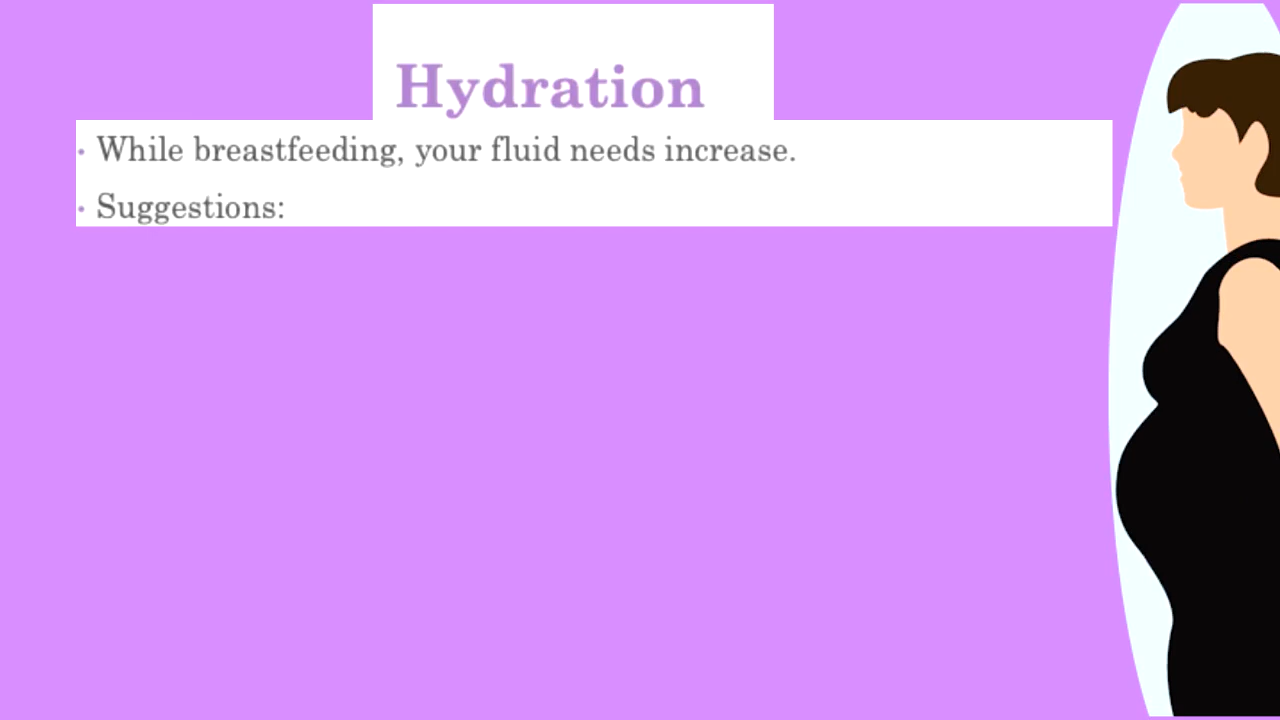 Hydration
• While breastfeeding, your fluid needs increase.
• Suggestions: